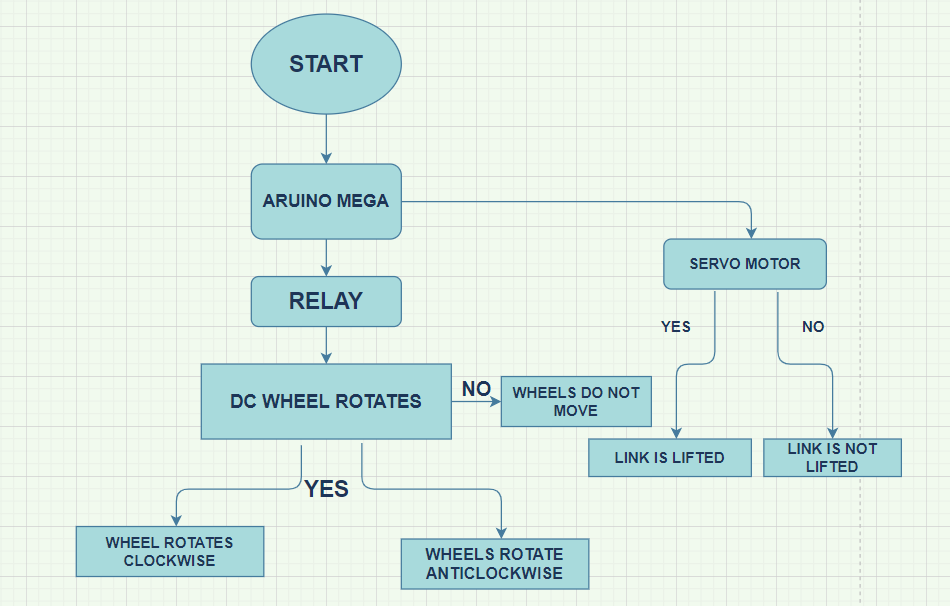 START
ARUINO MEGA
RELAY
SERVO MOTOR
YES
NO
DC WHEEL ROTATES
NO
WHEELS DO NOT
MOVE
LINK IS LIFTED
LINK IS NOT
LIFTED
YES
WHEEL ROTATES
CLOCKWISE
WHEELS ROTATE
ANTICLOCKWISE